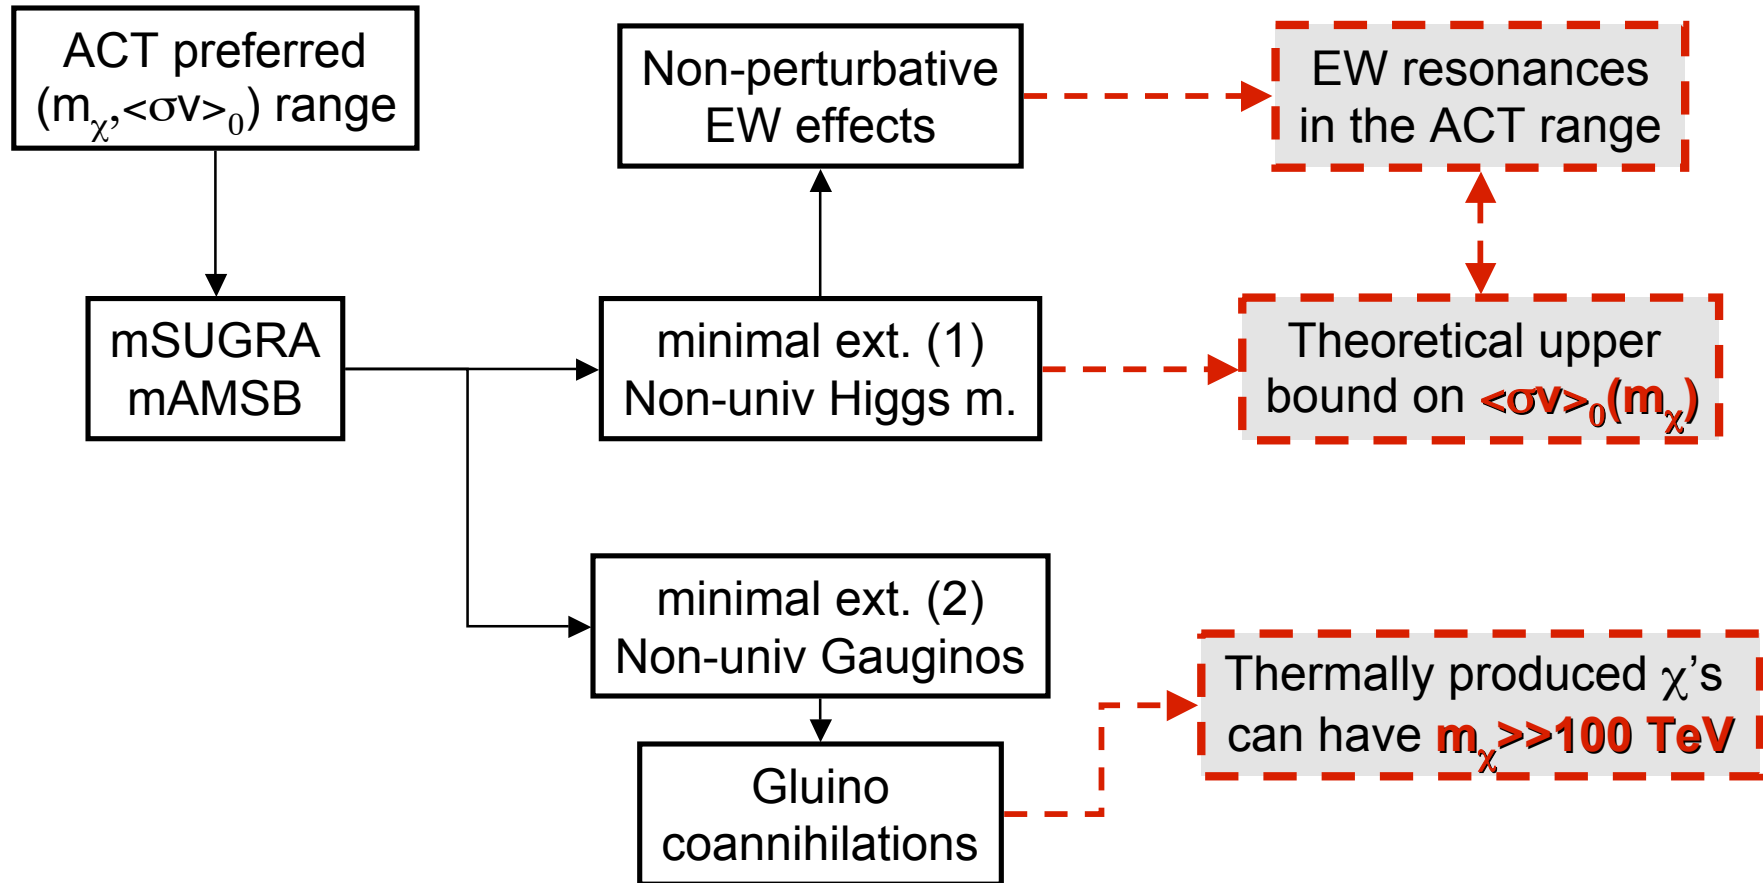 ACT preferred
(mχ,<σv>0) range
Non-perturbative
EW effects
EW resonances
in the ACT range
mSUGRA
mAMSB
minimal ext. (1)
Non-univ Higgs m.
Theoretical upper
bound on <σv>0(mχ)
minimal ext. (2)
Non-univ Gauginos
Thermally produced χ's
can have mχ>>100 TeV
Gluino
coannihilations